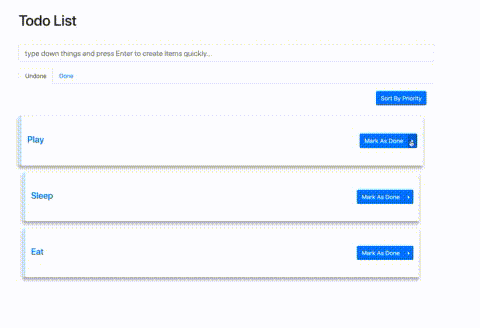 Todo List
type down things and press Enter to create items quickly...
Undone Done
Sort By Priority
Play Mark As Done
Sleep Mark As Done
Eat Mark As Done